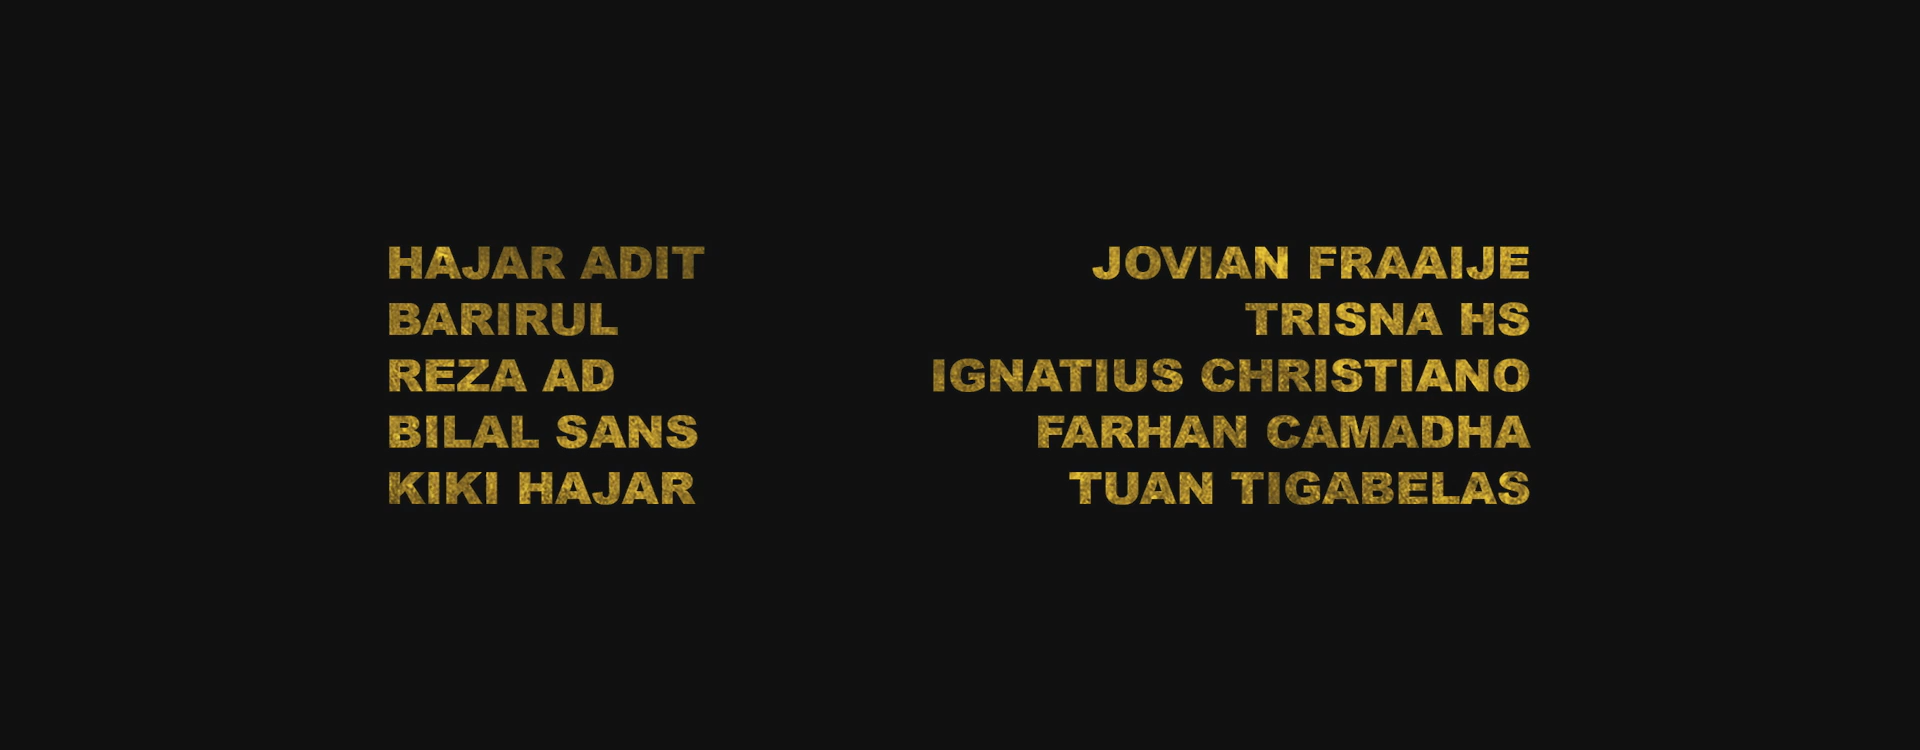 HAJAR ADIT
BARIRUL
REZA AD
BILAL SANS
KIKI HAJAR
JOVIAN FRAAIJE
TRISNA HS
IGNATIUS CHRISTIANO
FARHAN CAMADHA
TUAN TIGABELAS